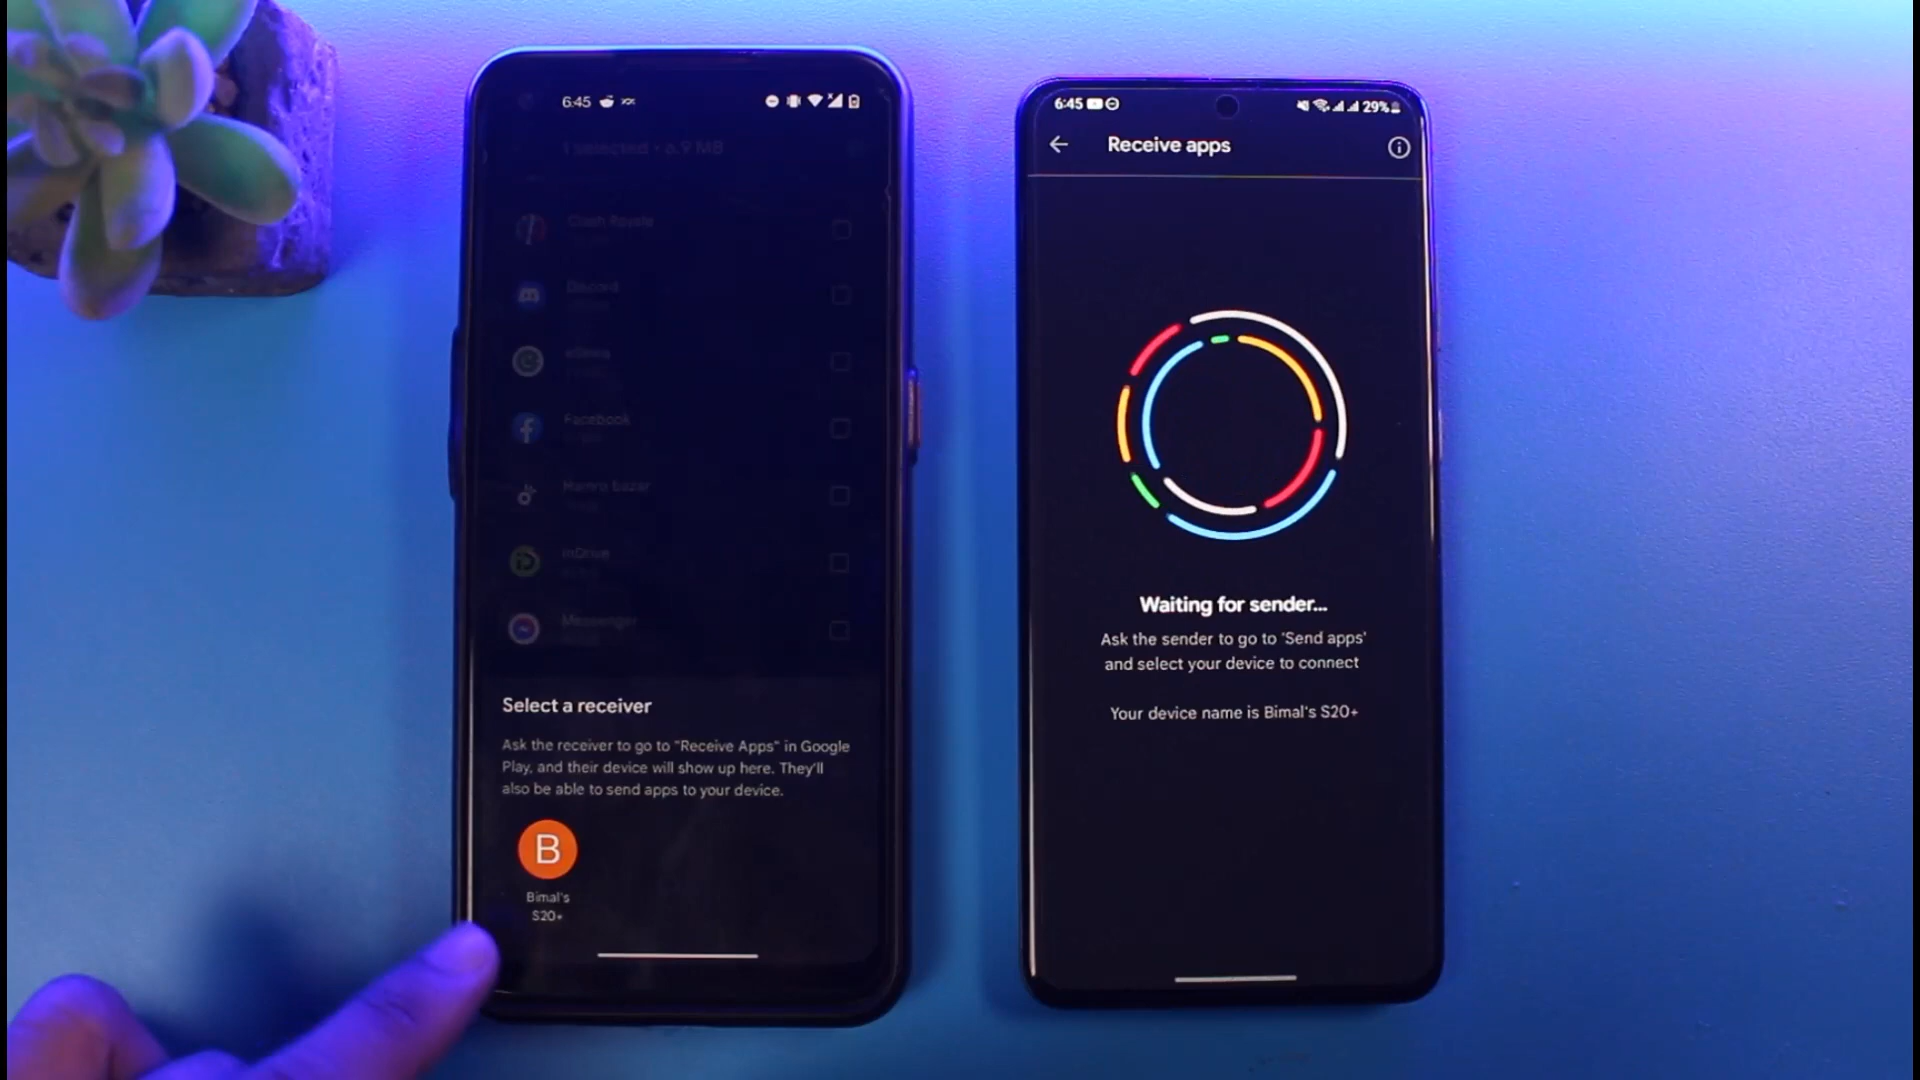 6:45
1 selected • 6.9 MB
Clash Royale
Discord
eSewa
Facebook
Hamro Bazar
inDrive
Messenger
Select a receiver
Ask the receiver to go to "Receive Apps" in Google
Play, and their device will show up here. They'll
also be able to send apps to your device.
B
Bimal's
S20+
6:45
29%
Receive apps
Waiting for sender...
Ask the sender to go to 'Send apps'
and select your device to connect
Your device name is Bimal's S20+